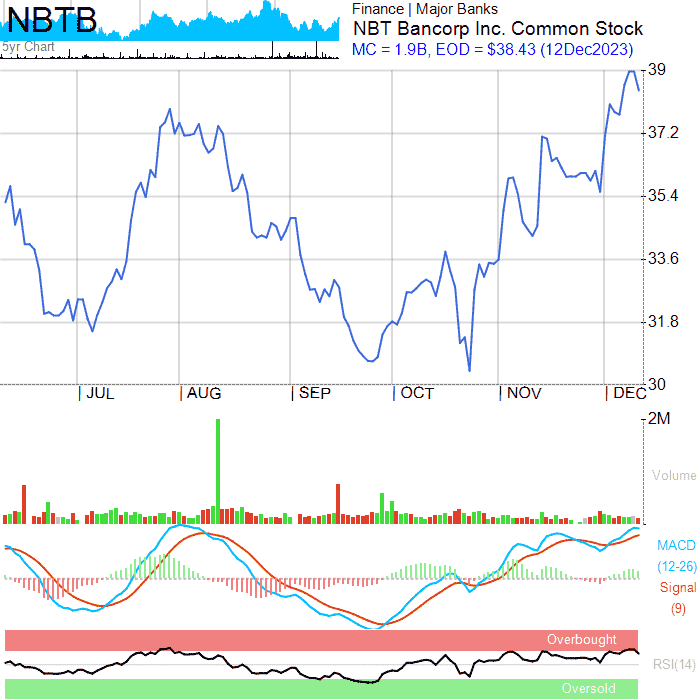 NBTB
5yr Chart
Finance | Major Banks
NBT Bancorp Inc. Common Stock
MC = 1.9B, EOD = $38.43 (12Dec2023)
39
37.2
35.4
33.6
31.8
30
| JUL | AUG | SEP | OCT | NOV | DEC
2M
Volume
MACD
(12-26)
Signal
(9)
Overbought
RSI(14)
Oversold